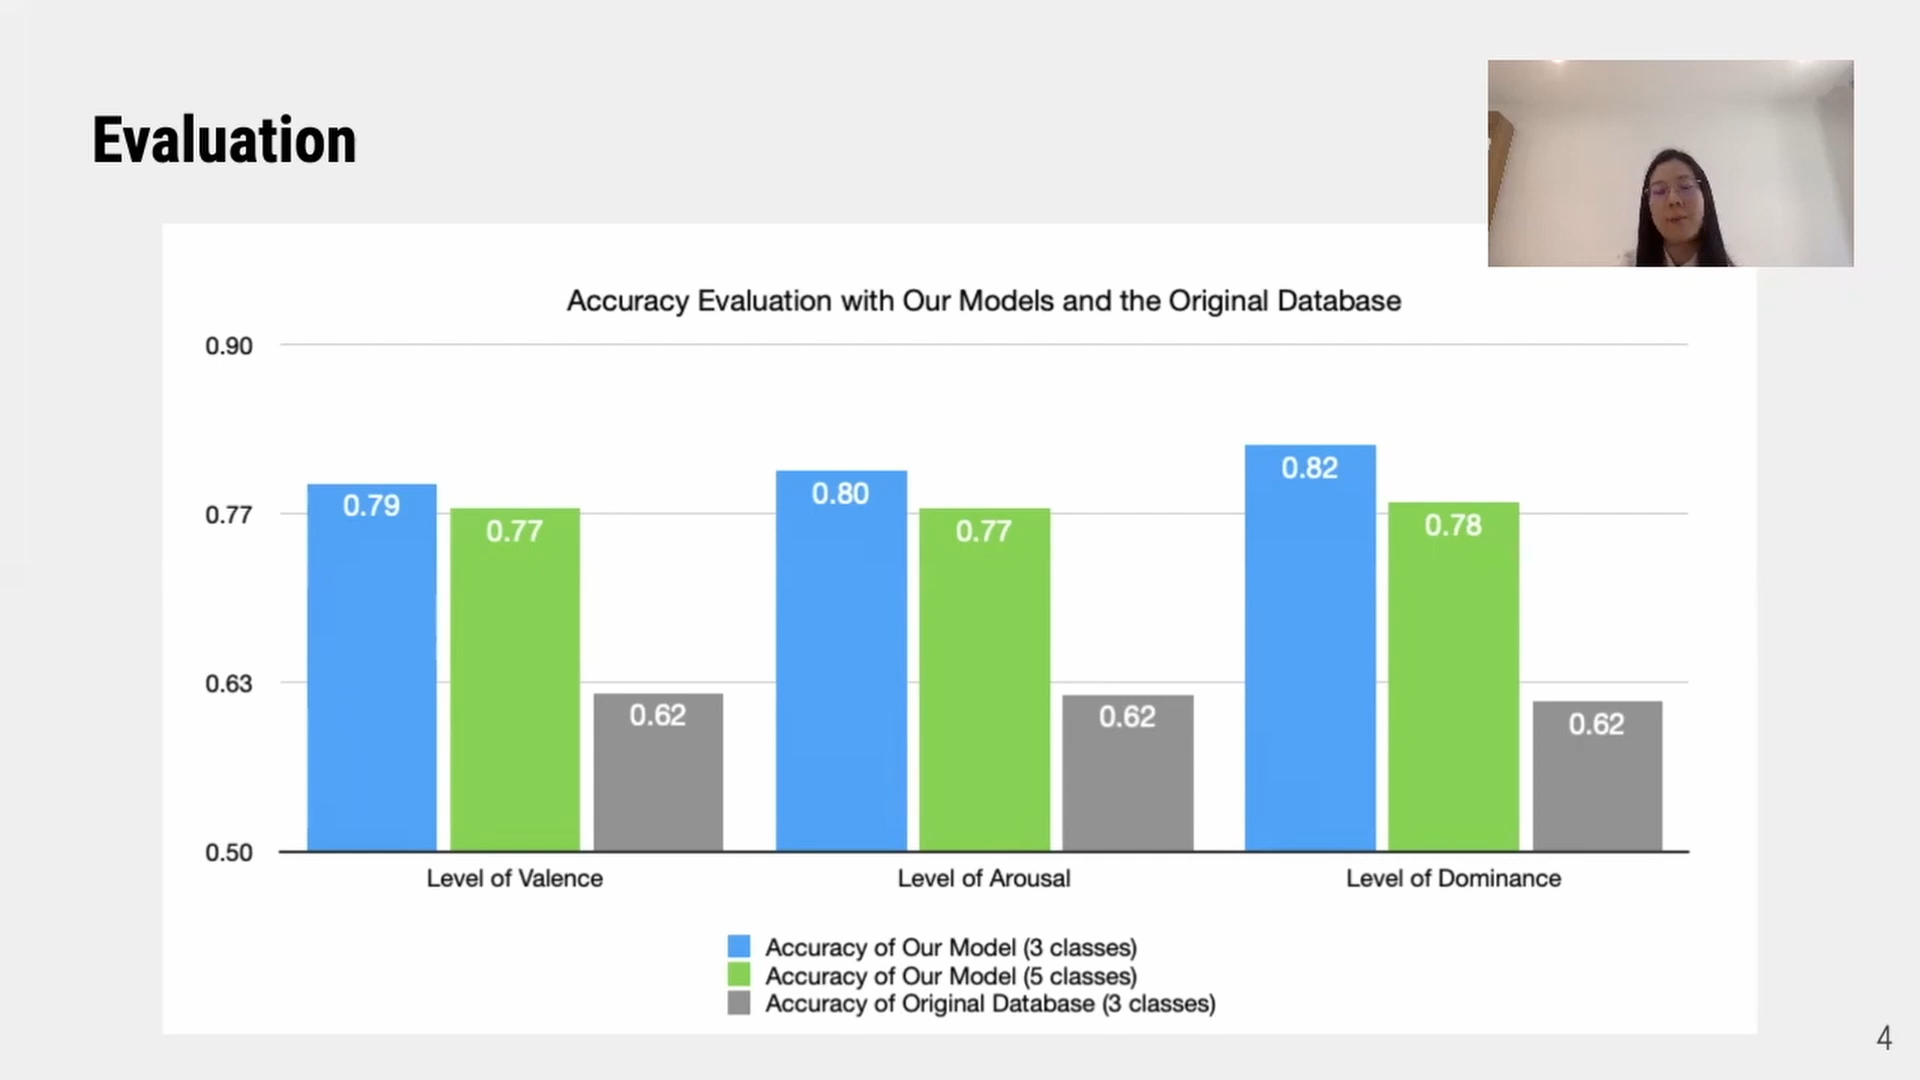 Evaluation
Accuracy Evaluation with Our Models and the Original Database
0.90
0.77
0.63
0.50
0.79
0.77
0.62
0.80
0.77
0.62
0.82
0.78
0.62
Level of Valence
Level of Arousal
Level of Dominance
Accuracy of Our Model (3 classes)
Accuracy of Our Model (5 classes)
Accuracy of Original Database (3 classes)
4